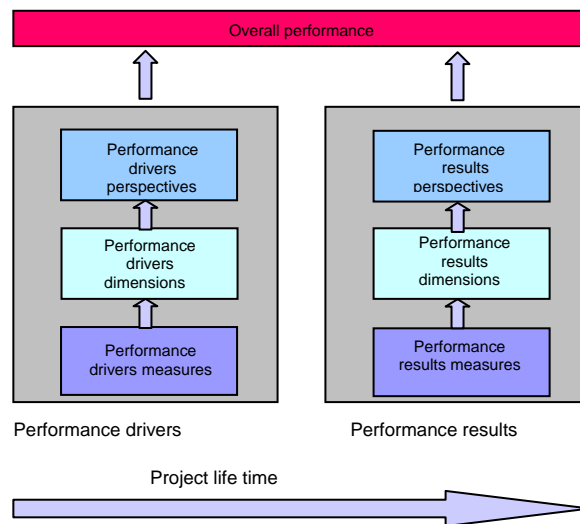 Overall performance
Performance
drivers
perspectives
Performance
drivers
dimensions
Performance
drivers measures
Performance drivers
Performance
results
perspectives
Performance
results
dimensions
Performance
results measures
Performance results
Project life time